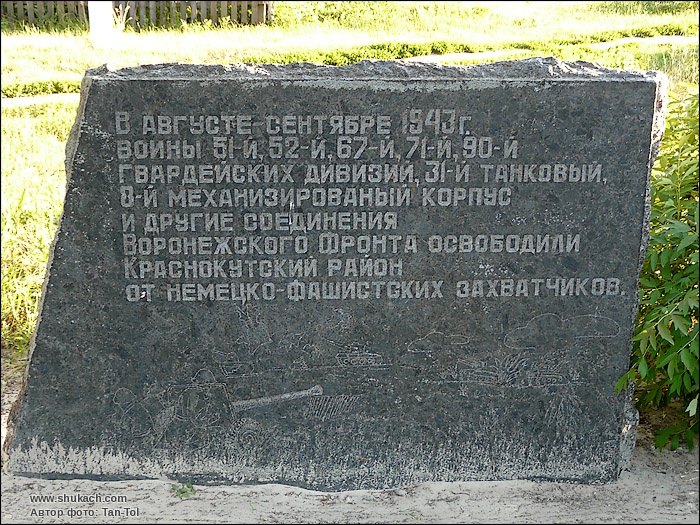 В АВГУСТЕ-СЕНТЯБРЕ 1943 г.
ВОИНЫ 51-Й, 52-Й, 67-Й, 71-Й, 90-Й
ГВАРДЕЙСКИХ ДИВИЗИЙ, 31-Й ТАНКОВЫЙ,
8-Й МЕХАНИЗИРОВАНЫЙ КОРПУС
И ДРУГИЕ СОЕДИНЕНИЯ
ВОРОНЕЖСКОГО ФРОНТА ОСВОБОДИЛИ
КРАСНОКУТСКИЙ РАЙОН
ОТ НЕМЕЦКО-ФАШИСТСКИХ ЗАХВАТЧИКОВ.
www.shukach.com
Автор фото: Tan-Tol